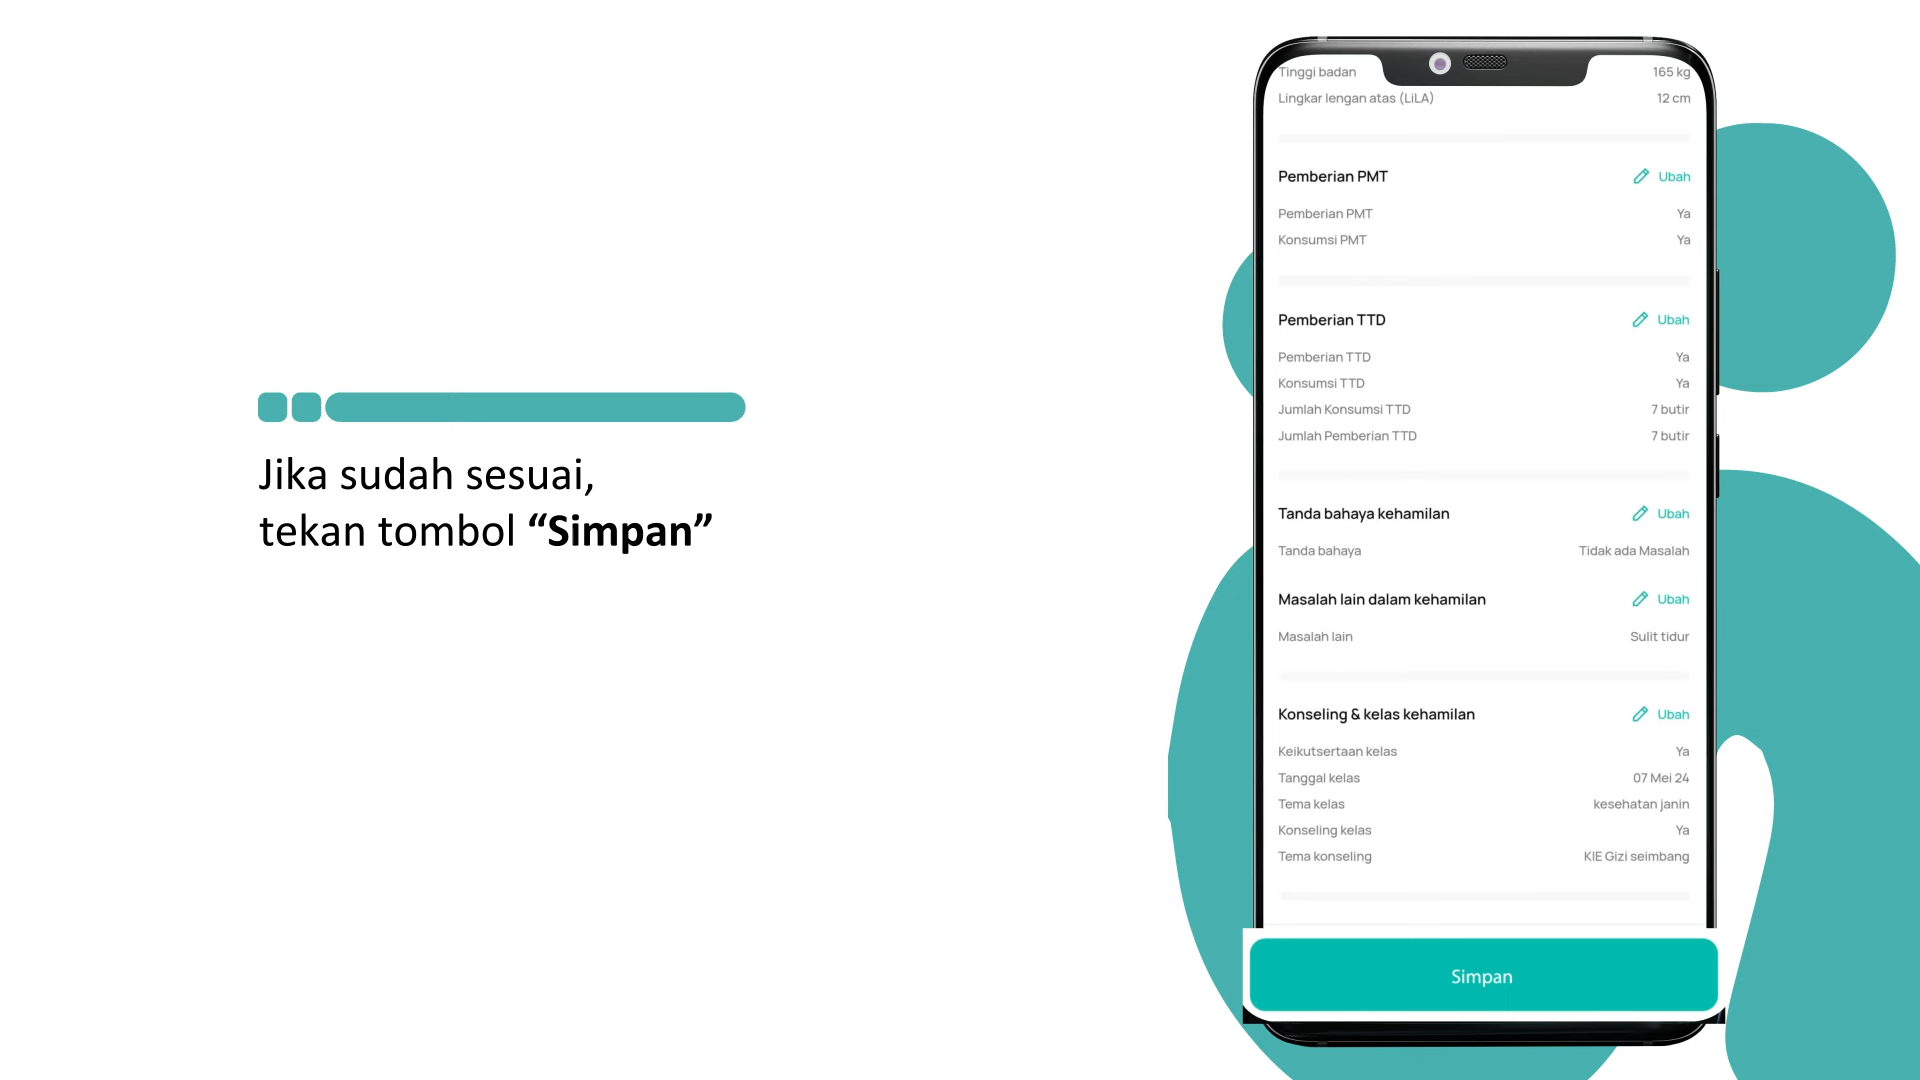 Jika sudah sesuai,
tekan tombol “Simpan”
Tinggi badan 165 kg
Lingkar lengan atas (LiLA) 12 cm
Pemberian PMT Ubah
Pemberian PMT Ya
Konsumsi PMT Ya
Pemberian TTD Ubah
Pemberian TTD Ya
Konsumsi TTD Ya
Jumlah Konsumsi TTD 7 butir
Jumlah Pemberian TTD 7 butir
Tanda bahaya kehamilan Ubah
Tanda bahaya Tidak ada Masalah
Masalah lain dalam kehamilan Ubah
Masalah lain Sulit tidur
Konseling & kelas kehamilan Ubah
Keikutsertaan kelas Ya
Tanggal kelas 07 Mei 24
Tema kelas kesehatan janin
Konseling kelas Ya
Tema konseling KIE Gizi seimbang
Simpan